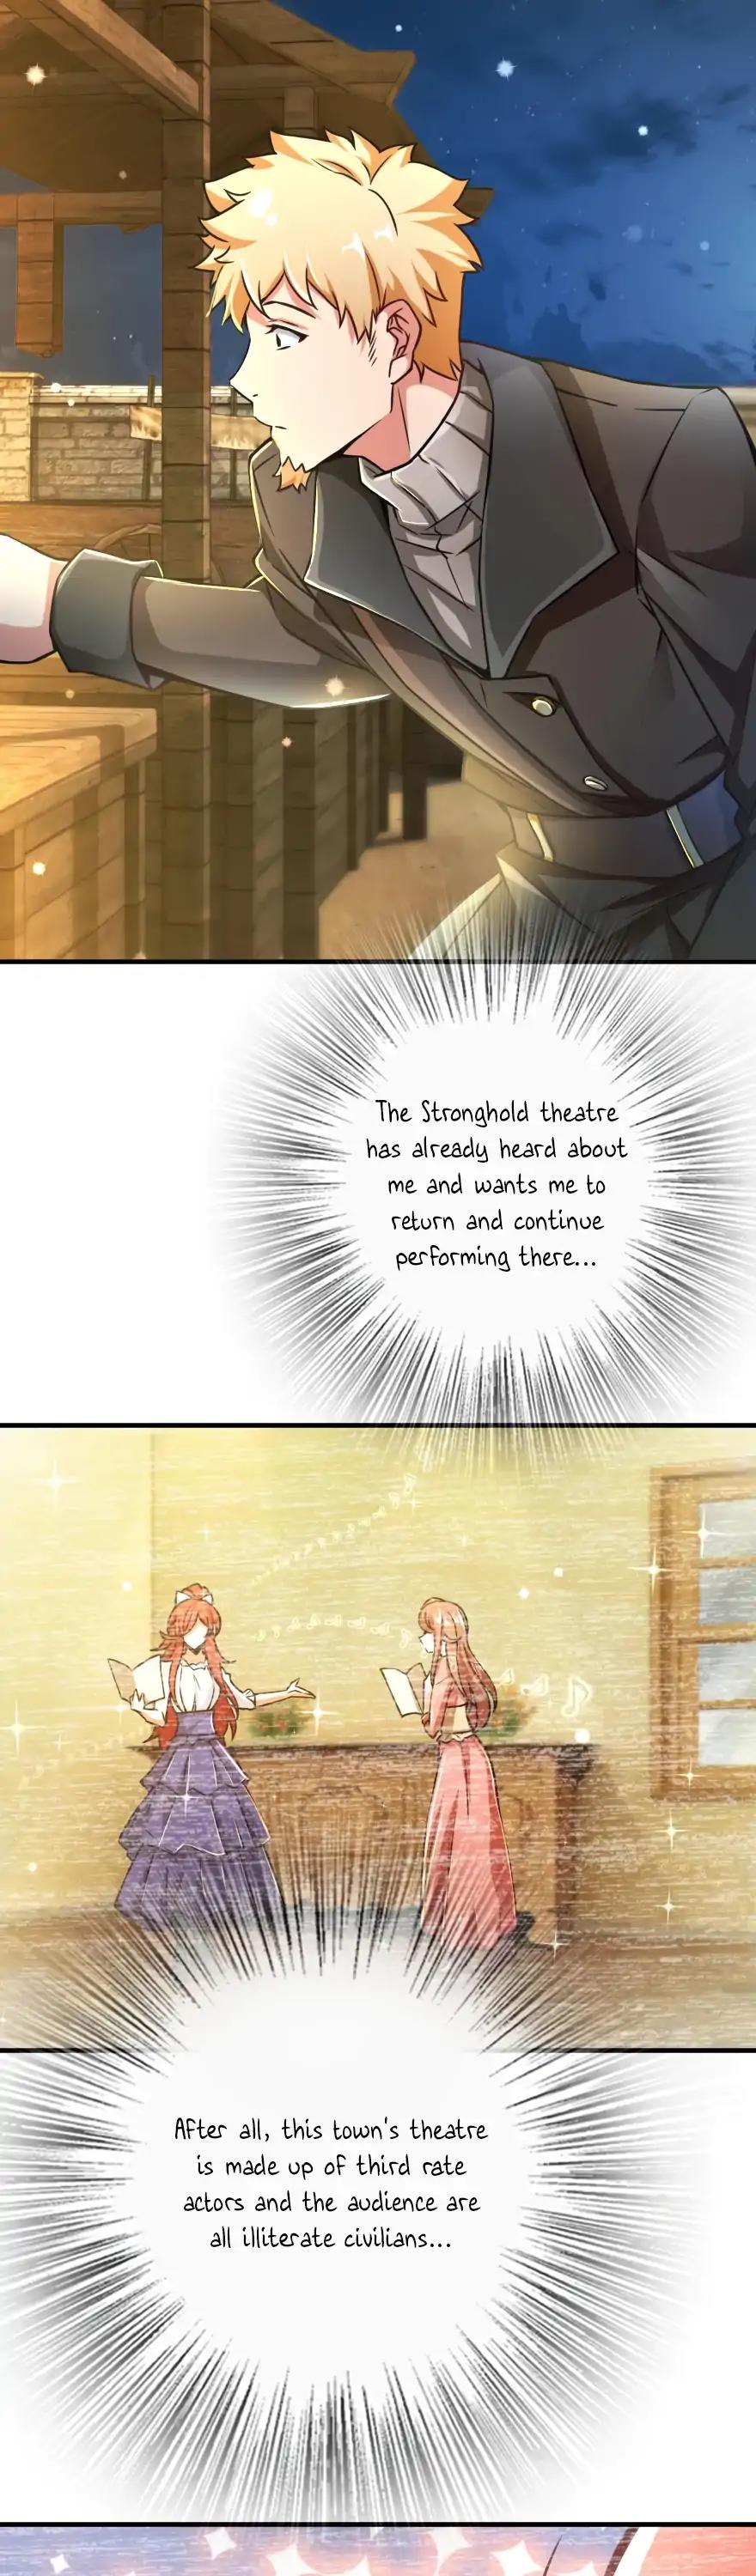 The Stronghold theatre
has already heard about
me and wants me to
return and continue
performing there...
After all, this town's theatre
is made up of third rate
actors and the audience are
all illiterate civilians...